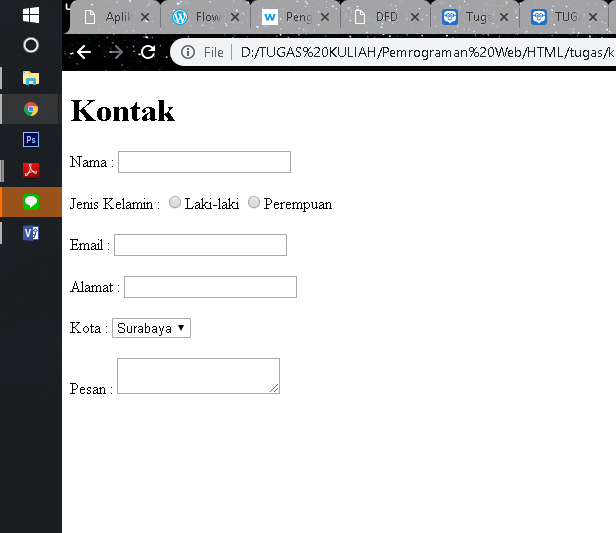 Aplik
Flow
Peng
DFD
Tug
TUG
File | D:/TUGAS%20KULIAH/Pemrograman%20Web/HTML/tugas/k
Kontak
Nama :
Jenis Kelamin : Laki-laki Perempuan
Email :
Alamat :
Kota : Surabaya
Pesan :
Ps